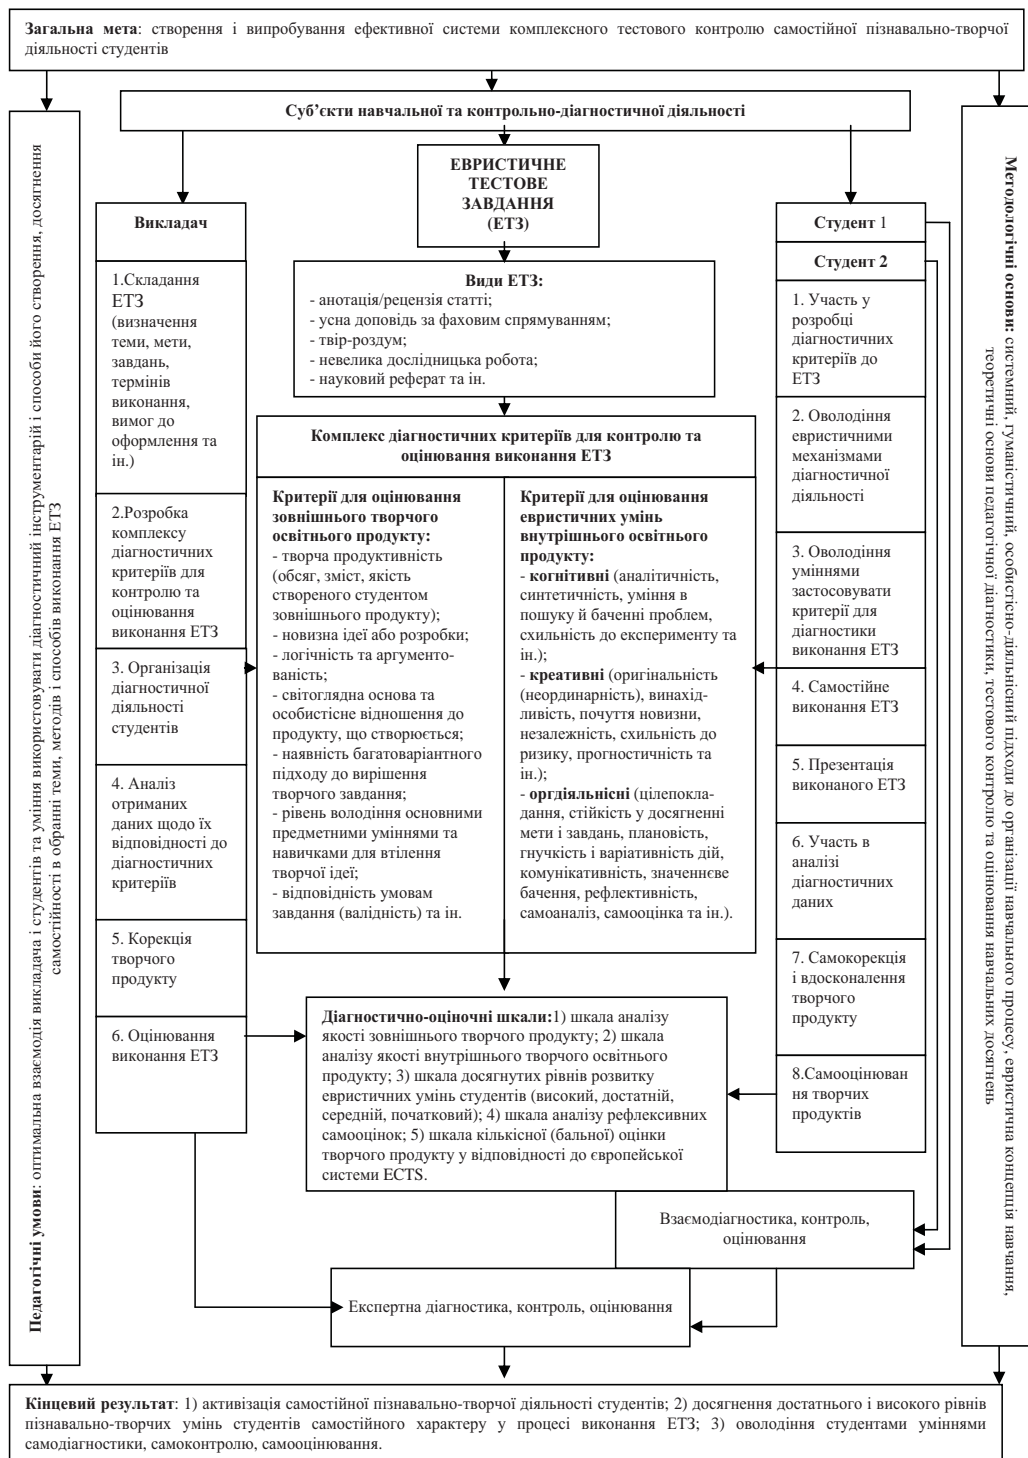 Загальна мета: створення і випробування ефективної системи комплексного тестового контролю самостійної пізнавально-творчої
діяльності студентів
Суб’єкти навчальної та контрольно-діагностичної діяльності
Педагогічні умови: оптимальна взаємодія викладача і студентів та уміння використовувати діагностичний інструментарій і способи його створення, досягнення
самостійності в обранні теми, методів і способів виконання ЕТЗ
Викладач
1.Складання
ЕТЗ
(визначення
теми, мети,
завдань,
термінів
виконання,
вимог до
оформлення та
ін.)
2.Розробка
комплексу
діагностичних
критеріїв для
контролю та
оцінювання
виконання ЕТЗ
3. Організація
діагностичної
діяльності
студентів
4. Аналіз
отриманих
даних щодо їх
відповідності до
діагностичних
критеріїв
5. Корекція
творчого
продукту
6. Оцінювання
виконання ЕТЗ
ЕВРИСТИЧНЕ
ТЕСТОВЕ
ЗАВДАННЯ
(ЕТЗ)
Види ЕТЗ:
- анотація/рецензія статті;
- усна доповідь за фаховим спрямуванням;
- твір-роздум;
- невелика дослідницька робота;
- науковий реферат та ін.
Комплекс діагностичних критеріїв для контролю та
оцінювання виконання ЕТЗ
Критерії для оцінювання
зовнішнього творчого
освітнього продукту:
- творча продуктивність
(обсяг, зміст, якість
створеного студентом
зовнішнього продукту);
- новизна ідеї або розробки;
- логічність та аргументо-
ваність;
- світоглядна основа та
особистісне відношення до
продукту, що створюється;
- наявність багатоваріантного
підходу до вирішення
творчого завдання;
- рівень володіння основними
предметними уміннями та
навичками для втілення
творчої ідеї;
- відповідність умовам
завдання (валідність) та ін.
Критерії для оцінювання
евристичних умінь
внутрішнього освітнього
продукту:
- когнітивні (аналітичність,
синтетичність, уміння в
пошуку й баченні проблем,
схильність до експерименту та
ін.);
- креативні (оригінальність
(неординарність), винахід-
ливість, почуття новизни,
незалежність, схильність до
ризику, прогностичність та
ін.);
- оргдіяльнісні (цілепокла-
дання, стійкість у досягненні
мети і завдань, плановість,
гнучкість і варіативність дій,
комунікативність, значеннєве
бачення, рефлективність,
самоаналіз, самооцінка та ін.).
Діагностично-оціночні шкали:1) шкала аналізу
якості зовнішнього творчого продукту; 2) шкала
аналізу якості внутрішнього творчого освітнього
продукту; 3) шкала досягнутих рівнів розвитку
евристичних умінь студентів (високий, достатній,
середній, початковий); 4) шкала аналізу рефлексивних
самооцінок; 5) шкала кількісної (бальної) оцінки
творчого продукту у відповідності до європейської
системи ECTS.
Студент 1
Студент 2
1. Участь у
розробці
діагностичних
критеріїв до
ЕТЗ
2. Оволодіння
евристичними
механізмами
діагностичної
діяльності
3. Оволодіння
уміннями
застосовувати
критерії для
діагностики
виконання ЕТЗ
4. Самостійне
виконання ЕТЗ
5. Презентація
виконаного ЕТЗ
6. Участь в
аналізі
діагностичних
даних
7. Самокорекція
і вдосконалення
творчого
продукту
8.Самооцінюван
ня творчих
продуктів
Методологічні основи: системний, гуманістичний, особистісно-діяльнісний підходи до організації навчального процесу, евристична концепція навчання,
теоретичні основи педагогічної діагностики, тестового контролю та оцінювання навчальних досягнень
Взаємодіагностика, контроль,
оцінювання
Експертна діагностика, контроль, оцінювання
Кінцевий результат: 1) активізація самостійної пізнавально-творчої діяльності студентів; 2) досягнення достатнього і високого рівнів
пізнавально-творчих умінь студентів самостійного характеру у процесі виконання ЕТЗ; 3) оволодіння студентами уміннями
самодіагностики, самоконтролю, самооцінювання.